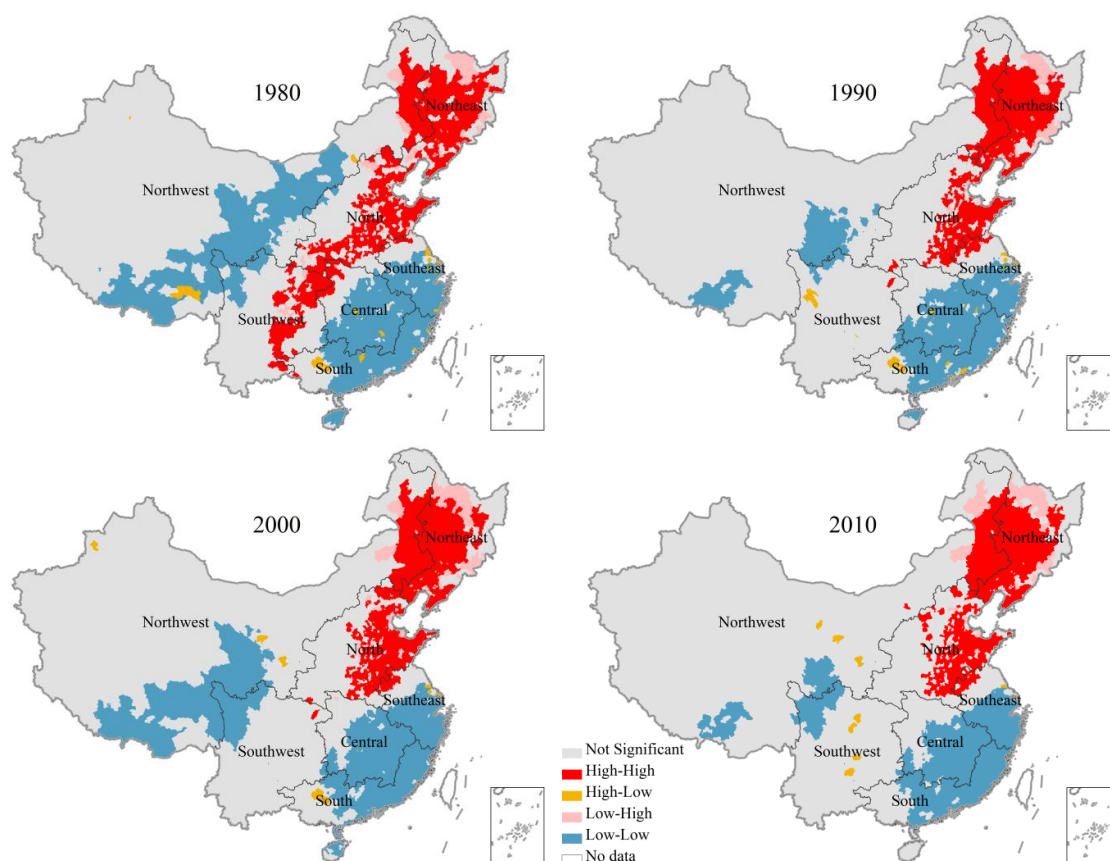 1980
Northeast
Northwest
North
Southeast
Central
Southwest
South
1990
Northeast
Northwest
North
Southeast
Central
Southwest
South
2000
Northeast
Northwest
North
Southeast
Central
Southwest
South
2010
Northeast
Northwest
North
Southeast
Central
Southwest
South
Not Significant
High-High
High-Low
Low-High
Low-Low
No data